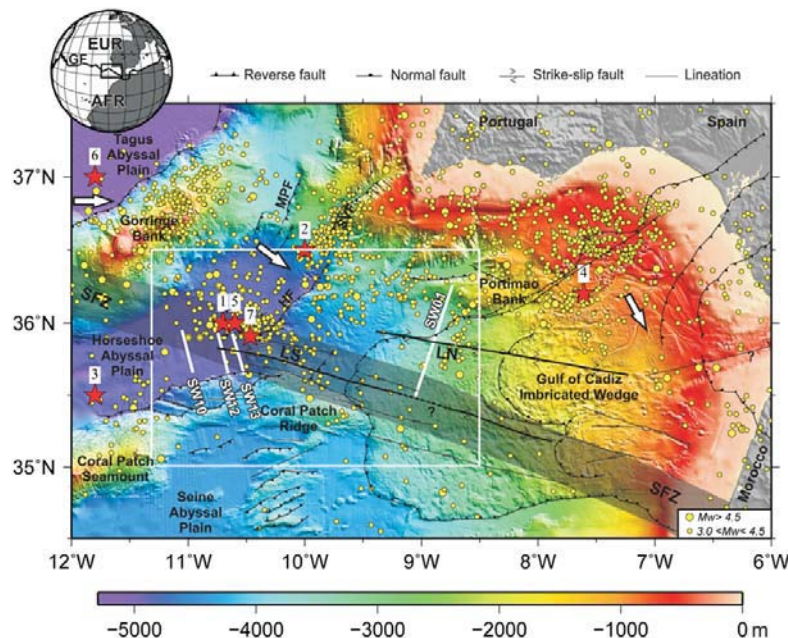 EUR
GF
AFR
Reverse fault
Normal fault
Strike-slip fault
Lineation
37°N
36°N
35°N
Tagus
Abyssal
Plain
6
Portugal
Spain
MPF
Gorringe
Bank
2
4
Portimao
Bank
SFZ
HF
1 5
7
SW01
Horseshoe
Abyssal
Plain
LS
LN
?
3
SW10
SW12
SW13
Gulf of Cadiz
Imbricated Wedge
Coral Patch
Ridge
?
Coral Patch
Seamount
Seine
Abyssal
Plain
SFZ
Morocco
Mw> 4.5
3.0 <Mw< 4.5
12°W
11°W
10°W
9°W
8°W
7°W
6°W
−5000
−4000
−3000
−2000
−1000
0 m